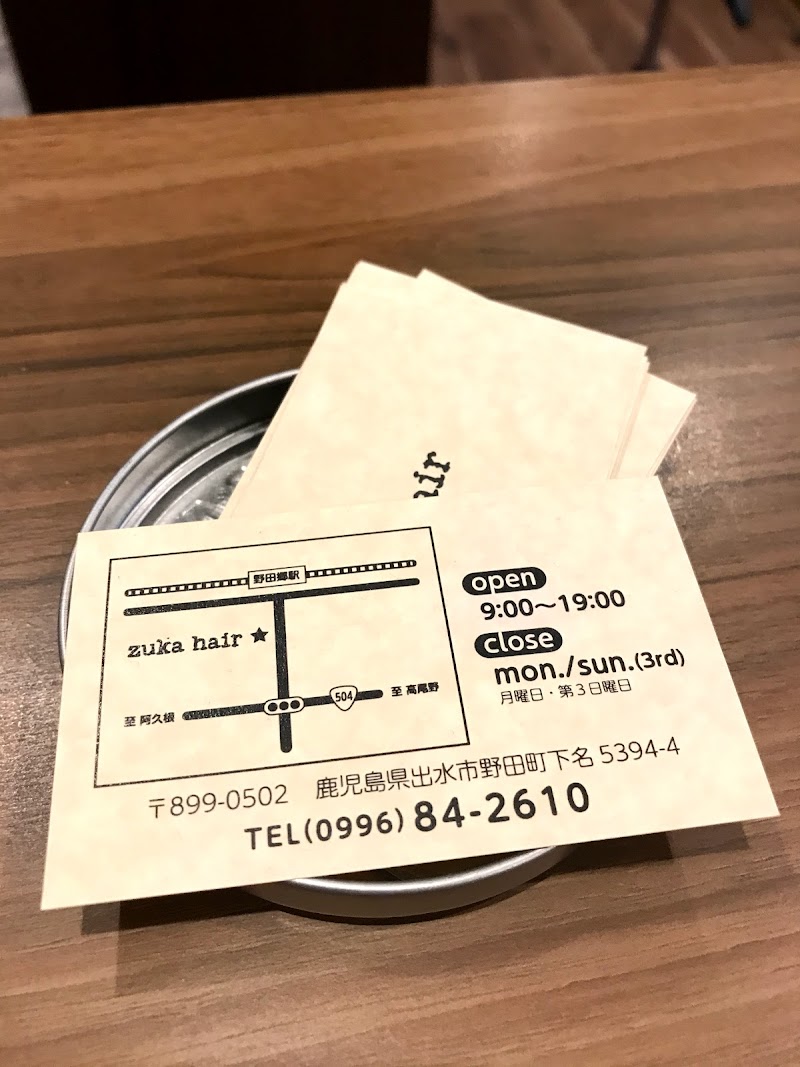 hair
野田郷駅
zuka hair ★
504
至 高尾野
至 阿久根
open
9:00～19:00
close
mon./sun.(3rd)
月曜日・第3日曜日
〒899-0502 鹿児島県出水市野田町下名 5394-4
TEL(0996) 84-2610